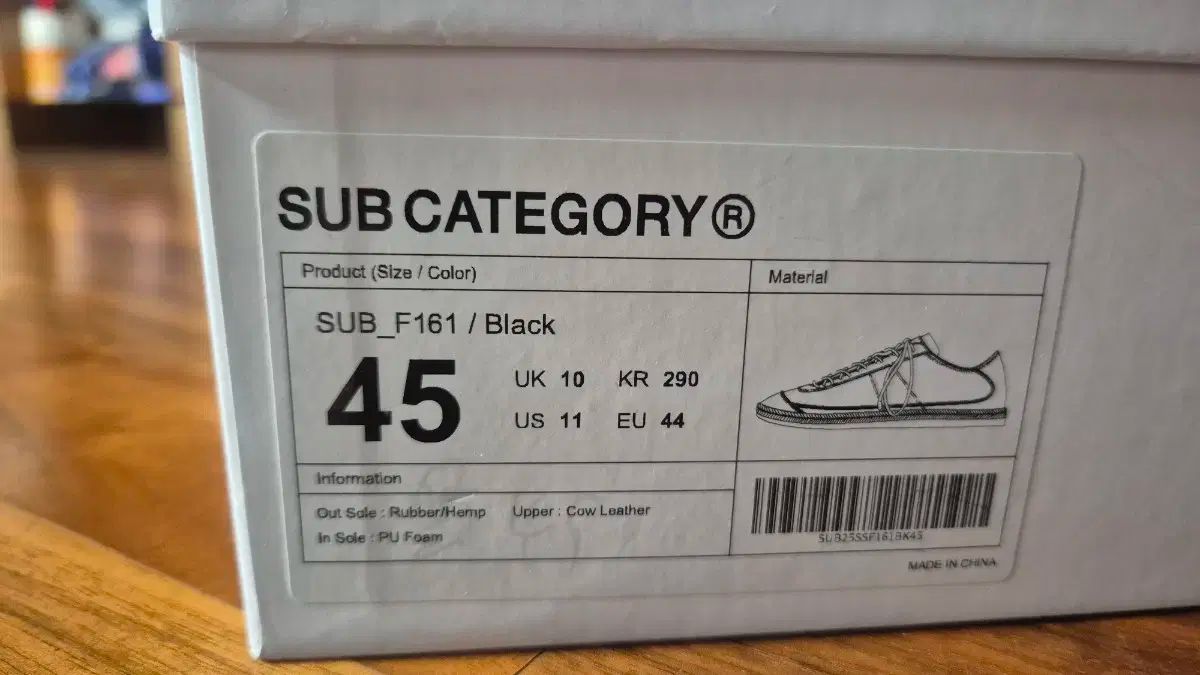 SUB CATEGORY®
Product (Size / Color)
Material
SUB_F161 / Black
45
UK 10 KR 290
US 11 EU 44
Information
Out Sole : Rubber/Hemp Upper : Cow Leather
In Sole : PU Foam
SUB25SSF161BK45
MADE IN CHINA